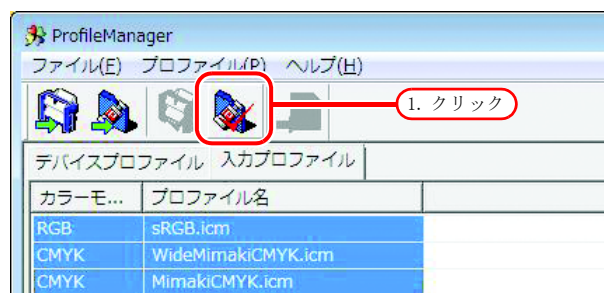 ProfileManager
ファイル(F) プロファイル(P) ヘルプ(H)
1. クリック
デバイスプロファイル 入力プロファイル
カラーモ... プロファイル名
RGB sRGB.icm
CMYK WideMimakiCMYK.icm
CMYK MimakiCMYK.icm